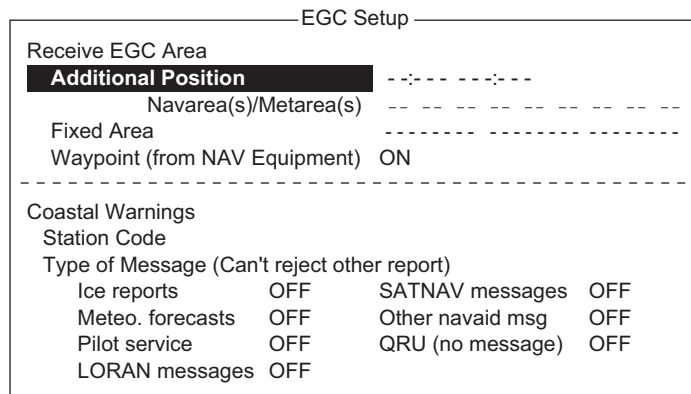 EGC Setup
Receive EGC Area
Additional Position - -:- - - - - -:- - -
Navarea(s)/Metarea(s) -- -- -- -- -- -- -- --
Fixed Area - - - - - - - - - - - - - - - - - - - - - - - -
Waypoint (from NAV Equipment) ON
Coastal Warnings
Station Code
Type of Message (Can't reject other report)
Ice reports OFF SATNAV messages OFF
Meteo. forecasts OFF Other navaid msg OFF
Pilot service OFF QRU (no message) OFF
LORAN messages OFF